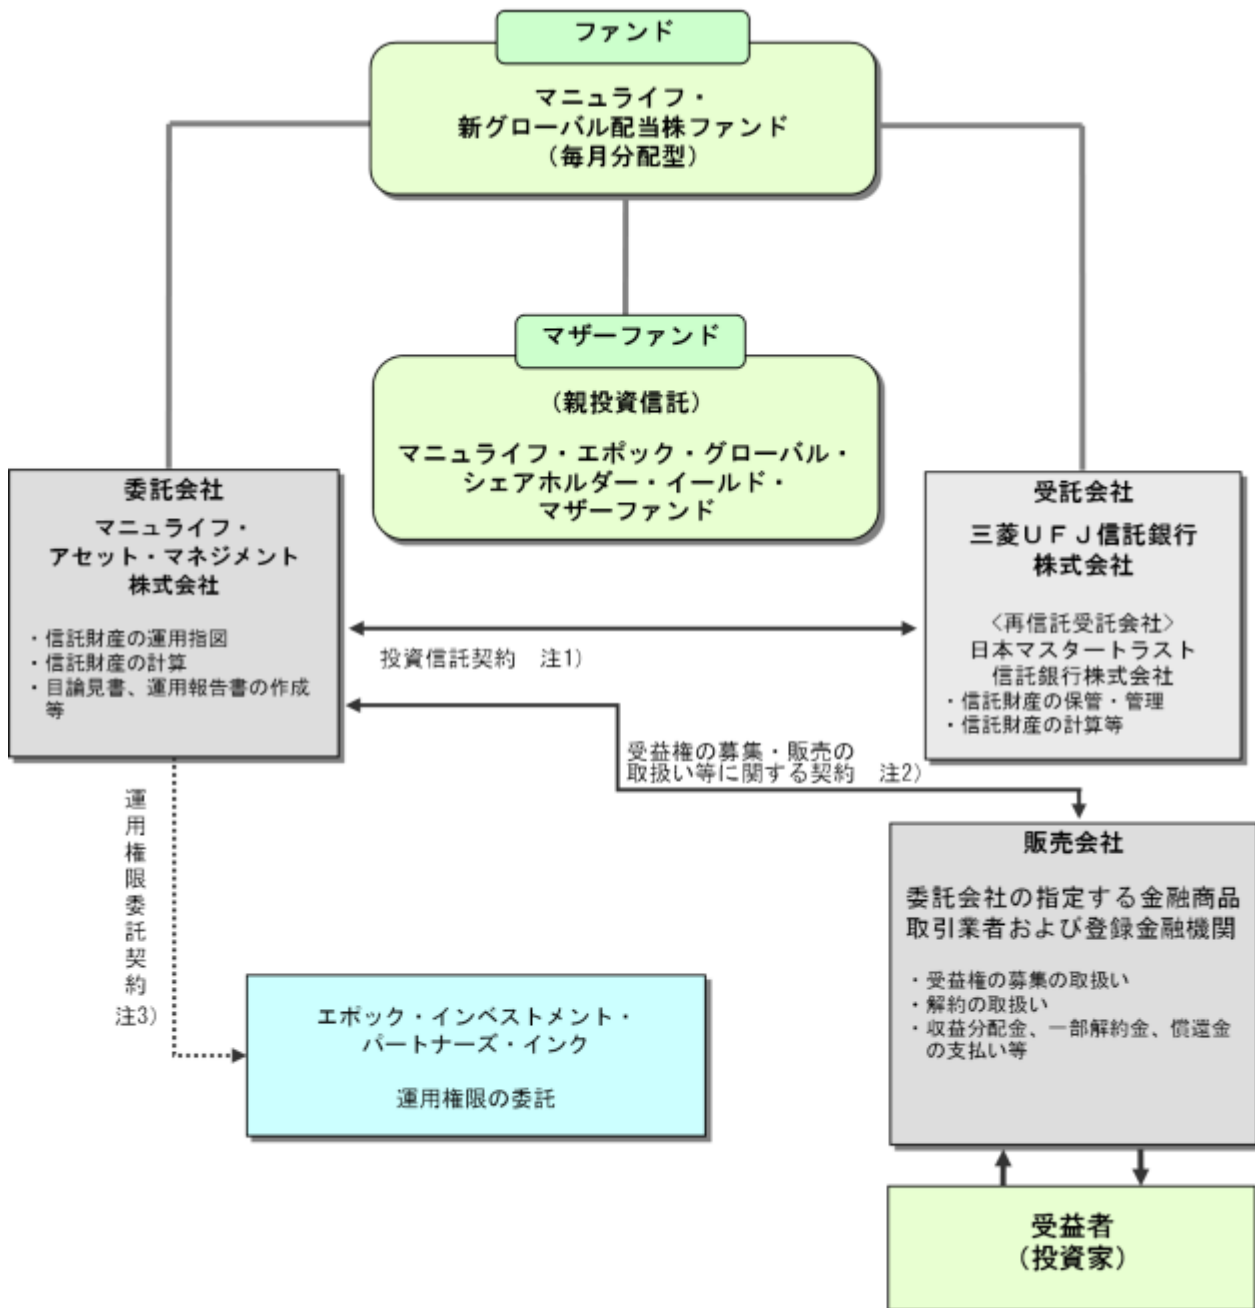 ファンド
マニュライフ・
新グローバル配当株ファンド
（毎月分配型）
マザーファンド
（親投資信託）
マニュライフ・エポック・グローバル・
シェアホルダー・イールド・
マザーファンド
委託会社
マニュライフ・
アセット・マネジメント
株式会社
・信託財産の運用指図
・信託財産の計算
・目論見書、運用報告書の作成
等
受託会社
三菱ＵＦＪ信託銀行
株式会社
〈再信託受託会社〉
日本マスタートラスト
信託銀行株式会社
・信託財産の保管・管理
・信託財産の計算等
投資信託契約　注1）
受益権の募集・販売の
取扱い等に関する契約　注2）
運用権限委託契約
注3）
エポック・インベストメント・
パートナーズ・インク
運用権限の委託
販売会社
委託会社の指定する金融商品
取引業者および登録金融機関
・受益権の募集の取扱い
・解約の取扱い
・収益分配金、一部解約金、償還金
の支払い等
受益者
（投資家）